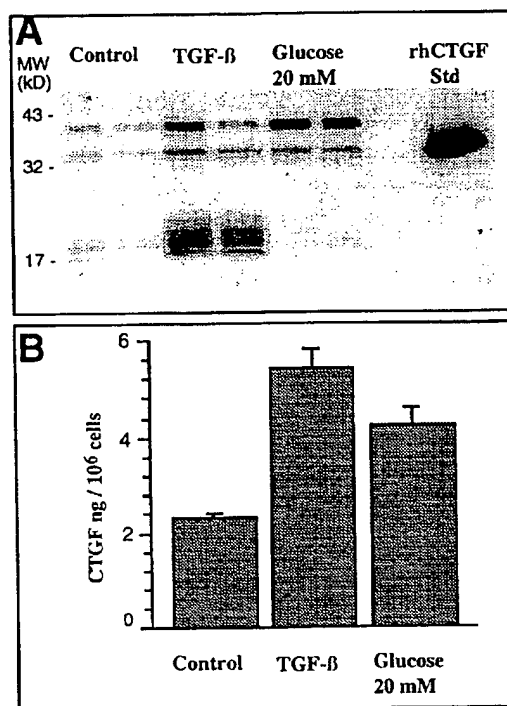 A
MW
(kD)
Control
TGF-ß
Glucose
20 mM
rhCTGF
Std
43 -
32 -
17 -
B
CTGF ng / 10⁶ cells
6
4
2
0
Control
TGF-ß
Glucose
20 mM